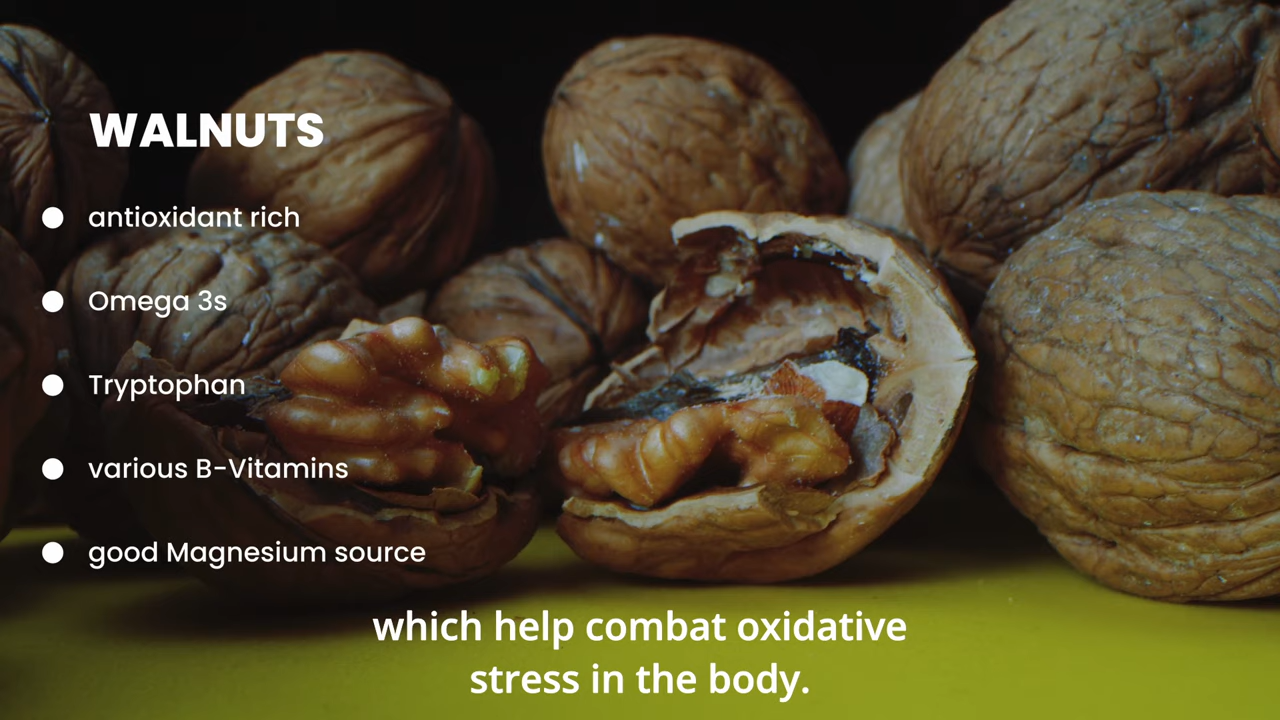 WALNUTS
antioxidant rich
Omega 3s
Tryptophan
various B-Vitamins
good Magnesium source
which help combat oxidative
stress in the body.